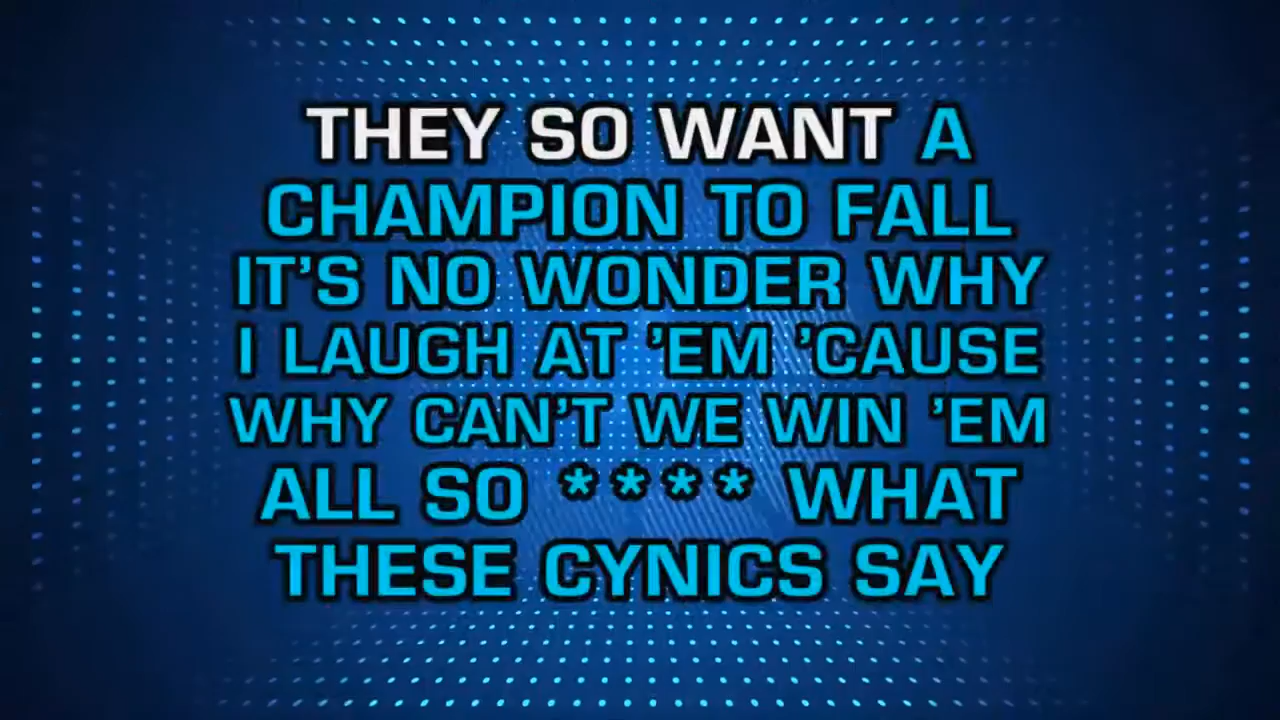 THEY SO WANT A
CHAMPION TO FALL
IT'S NO WONDER WHY
I LAUGH AT 'EM 'CAUSE
WHY CAN'T WE WIN 'EM
ALL SO **** WHAT
THESE CYNICS SAY